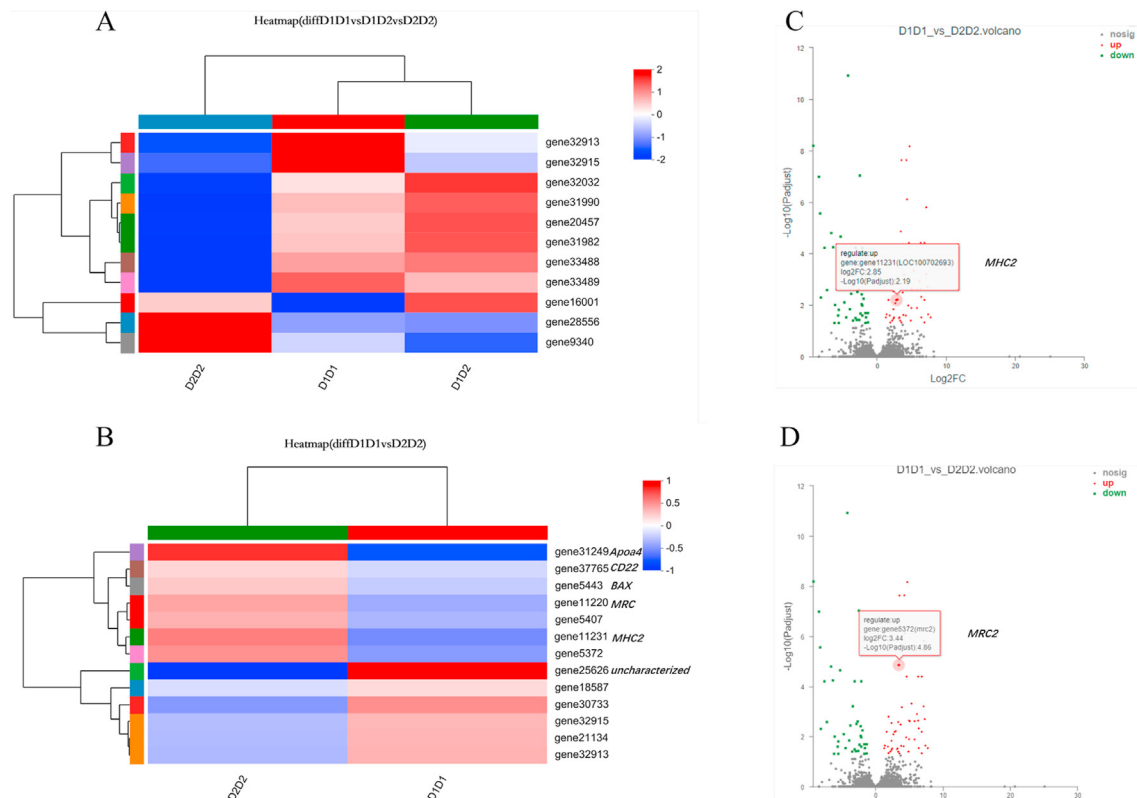 A
Heatmap(diffD1D1vsD1D2vsD2D2)
2
1
0
-1
-2
gene32913
gene32915
gene32032
gene31990
gene20457
gene31982
gene33488
gene33489
gene16001
gene28556
gene9340
D2D2
D1D1
D1D2
B
Heatmap(diffD1D1vsD2D2)
1
0.5
0
-0.5
-1
gene31249 Apoa4
gene37765 CD22
gene5443 BAX
gene11220 MRC
gene5407
gene11231 MHC2
gene5372
gene25626 uncharacterized
gene18587
gene30733
gene32915
gene21134
gene32913
D2D2
D1D1
C
D1D1_vs_D2D2.volcano
nosig
up
down
12
10
8
6
4
2
0
-Log10(Padjust)
regulate:up
gene:gene11231(LOC100702693)
log2FC:2.85
-Log10(Padjust):2.19
MHC2
0
10
20
30
Log2FC
D
D1D1_vs_D2D2.volcano
nosig
up
down
12
10
8
6
4
2
0
-Log10(Padjust)
regulate:up
gene:gene5372(mrc2)
log2FC:3.44
-Log10(Padjust):4.86
MRC2
0
10
20
30